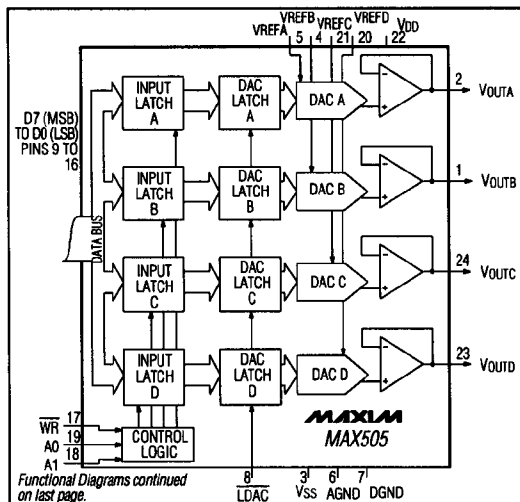 VREFB VREFD
VREFA VREFC VDD
5 4 21 20 22
INPUT LATCH A
DAC LATCH A
DAC A
2 VOUTA
D7 (MSB)
TO D0 (LSB)
PINS 9 TO
16
INPUT LATCH B
DAC LATCH B
DAC B
1 VOUTB
DATA BUS
INPUT LATCH C
DAC LATCH C
DAC C
24 VOUTC
INPUT LATCH D
DAC LATCH D
DAC D
23 VOUTD
WR 17
A0 19
A1 18
CONTROL LOGIC
MAXIM
MAX505
8 3 6 7
LDAC VSS AGND DGND
Functional Diagrams continued
on last page.